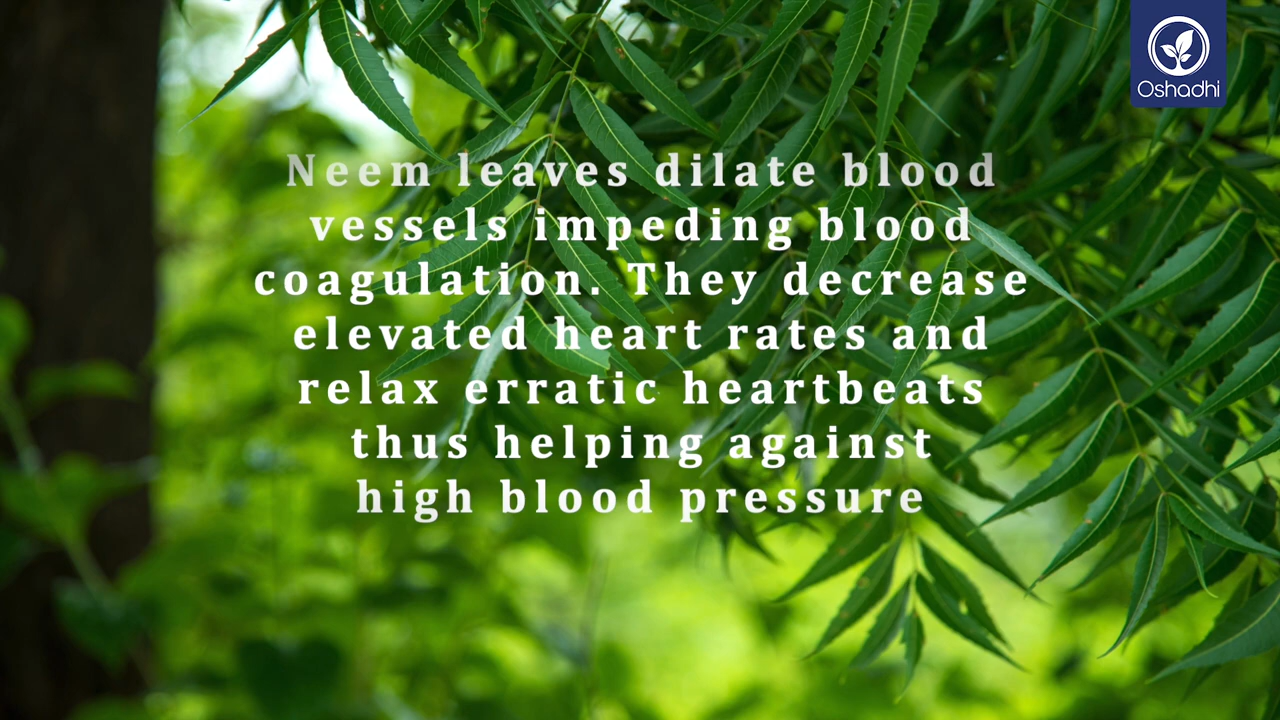 Oshadhi
Neem leaves dilate blood
vessels impeding blood
coagulation. They decrease
elevated heart rates and
relax erratic heartbeats
thus helping against
high blood pressure